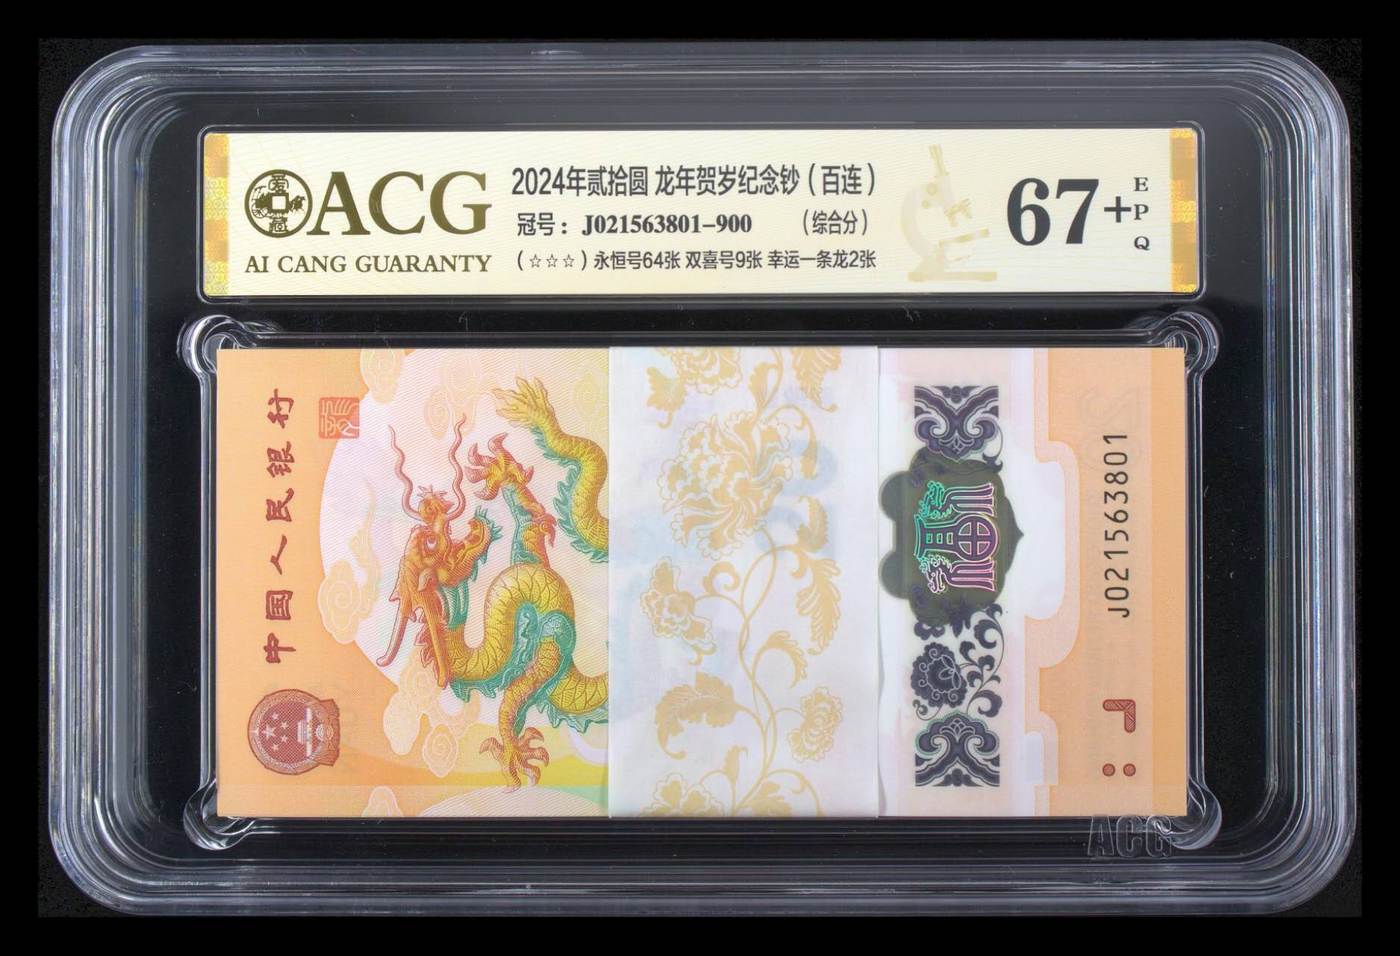 ACG
AI CANG GUARANTY
2024年贰拾圆 龙年贺岁纪念钞（百连）
冠号：J021563801-900 （综合分）
（☆☆☆）永恒号64张 双喜号9张 幸运一条龙2张
67+
EPQ
中国人民银行
J021563801
ACG